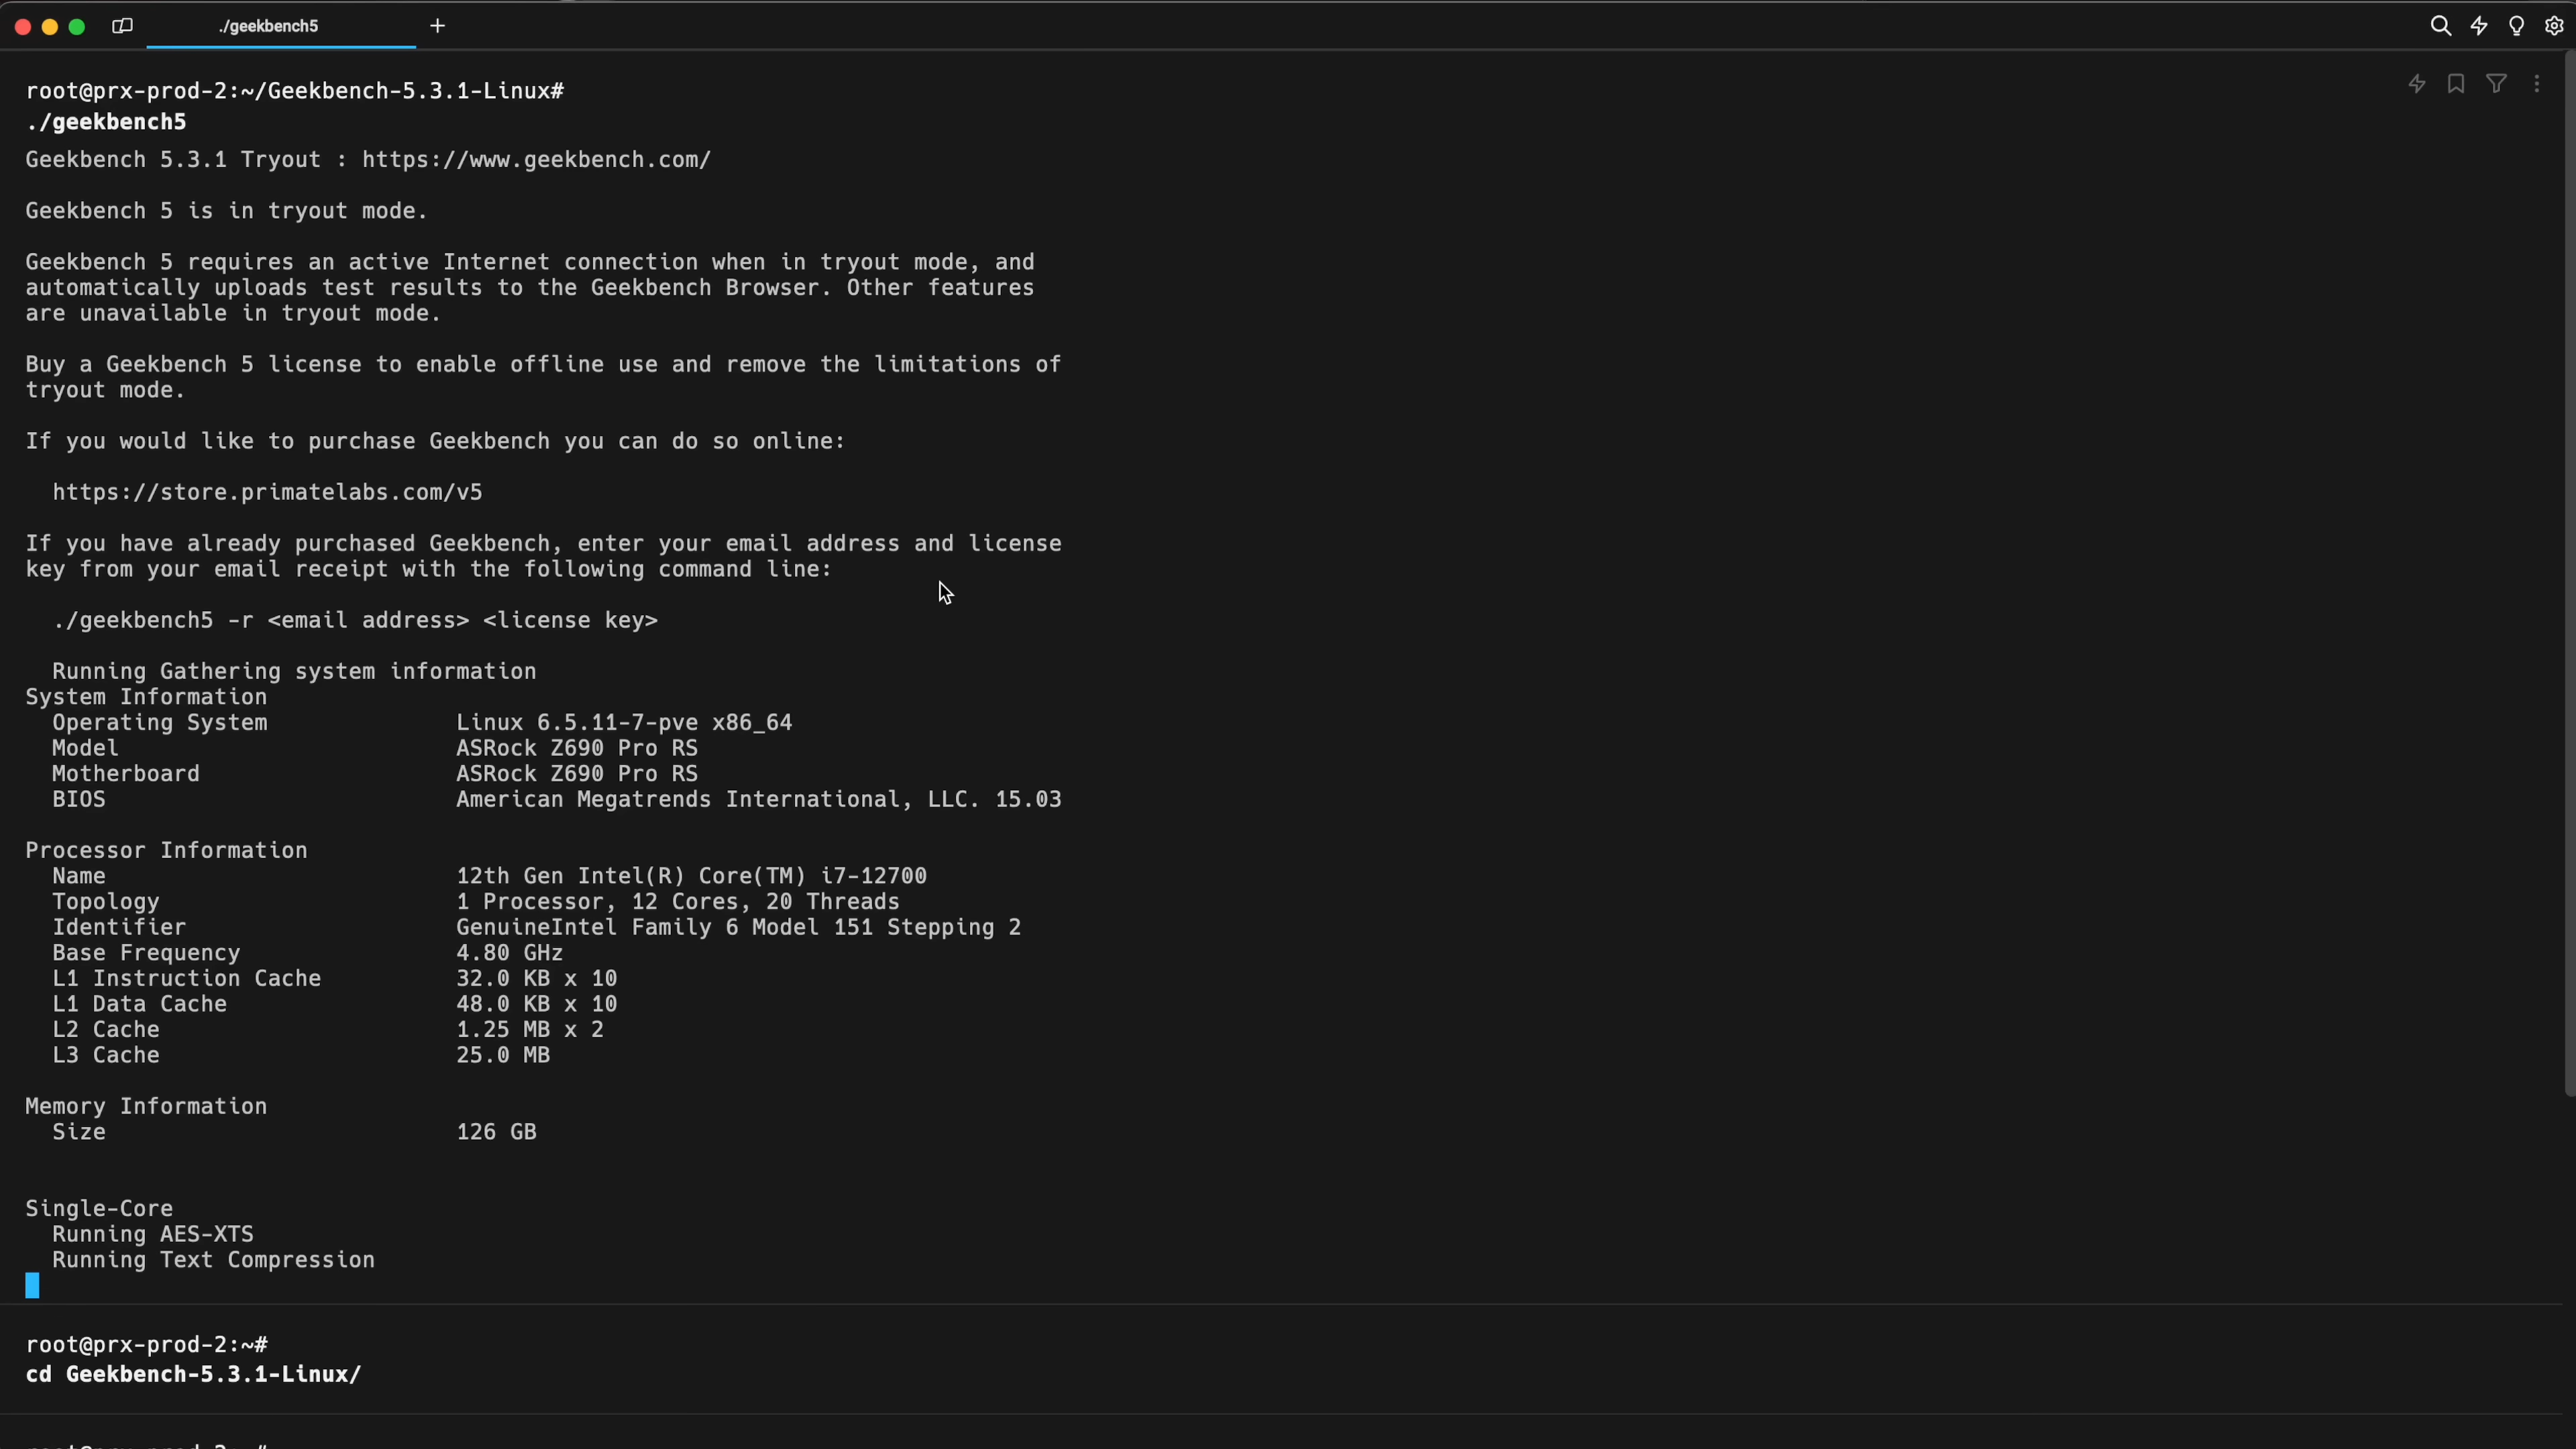 ./geekbench5
root@prx-prod-2:~/Geekbench-5.3.1-Linux#
./geekbench5
Geekbench 5.3.1 Tryout : https://www.geekbench.com/
Geekbench 5 is in tryout mode.
Geekbench 5 requires an active Internet connection when in tryout mode, and
automatically uploads test results to the Geekbench Browser. Other features
are unavailable in tryout mode.
Buy a Geekbench 5 license to enable offline use and remove the limitations of
tryout mode.
If you would like to purchase Geekbench you can do so online:
https://store.primatelabs.com/v5
If you have already purchased Geekbench, enter your email address and license
key from your email receipt with the following command line:
./geekbench5 -r <email address> <license key>
Running Gathering system information
System Information
Operating System Linux 6.5.11-7-pve x86_64
Model ASRock Z690 Pro RS
Motherboard ASRock Z690 Pro RS
BIOS American Megatrends International, LLC. 15.03
Processor Information
Name 12th Gen Intel(R) Core(TM) i7-12700
Topology 1 Processor, 12 Cores, 20 Threads
Identifier GenuineIntel Family 6 Model 151 Stepping 2
Base Frequency 4.80 GHz
L1 Instruction Cache 32.0 KB x 10
L1 Data Cache 48.0 KB x 10
L2 Cache 1.25 MB x 2
L3 Cache 25.0 MB
Memory Information
Size 126 GB
Single-Core
Running AES-XTS
Running Text Compression
root@prx-prod-2:~#
cd Geekbench-5.3.1-Linux/